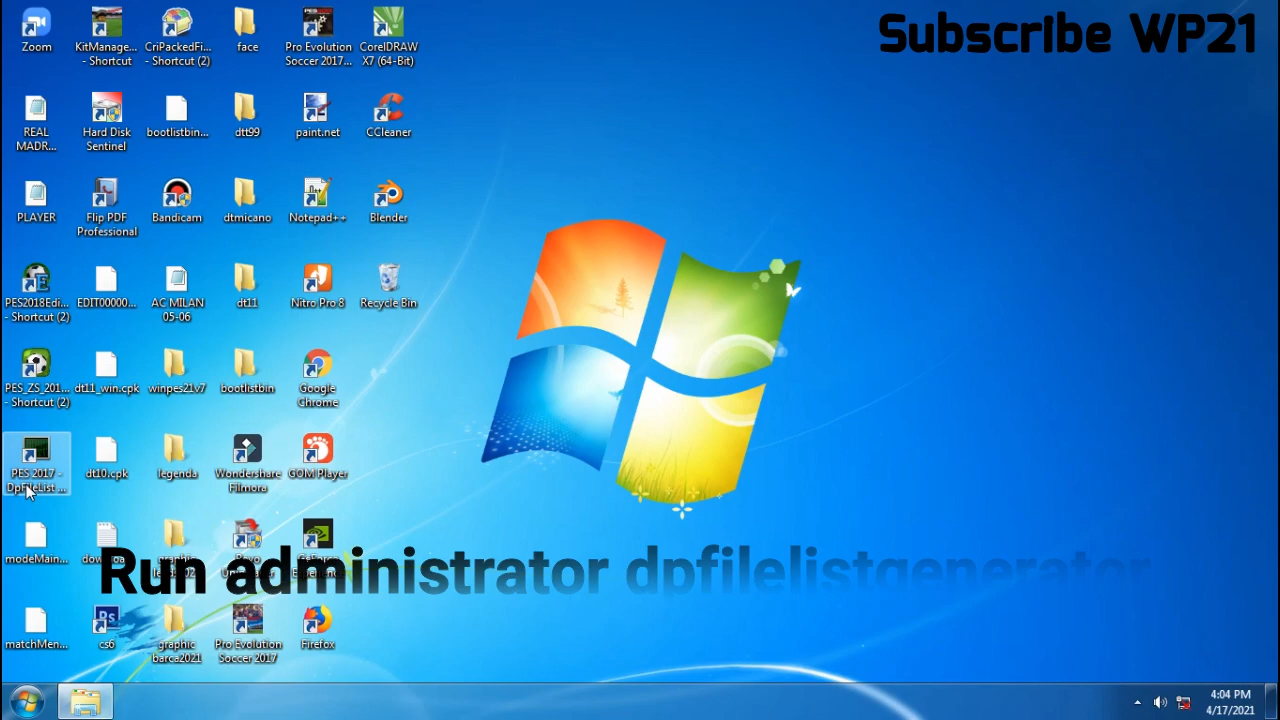 Subscribe WP21
Zoom
KitManage...
- Shortcut
CriPackedFi...
- Shortcut (2)
face
Pro Evolution
Soccer 2017...
CorelDRAW
X7 (64-Bit)
REAL
MADR...
Hard Disk
Sentinel
bootlistbin...
dtt99
paint.net
CCleaner
PLAYER
Flip PDF
Professional
Bandicam
dtmicano
Notepad++
Blender
PES2018Edi...
- Shortcut (2)
EDIT00000...
AC MILAN
05-06
dt11
Nitro Pro 8
Recycle Bin
PES_ZS_201...
- Shortcut (2)
dt11_win.cpk
winpes21v7
bootlistbin
Google
Chrome
PES 2017 -
DpFileList ...
dt10.cpk
legenda
Wondershare
Filmora
GOM Player
modeMain...
Run administrator dpfilelistgenerator
matchMen...
cs6
graphic
barca2021
Pro Evolution
Soccer 2017
Firefox
4:04 PM
4/17/2021